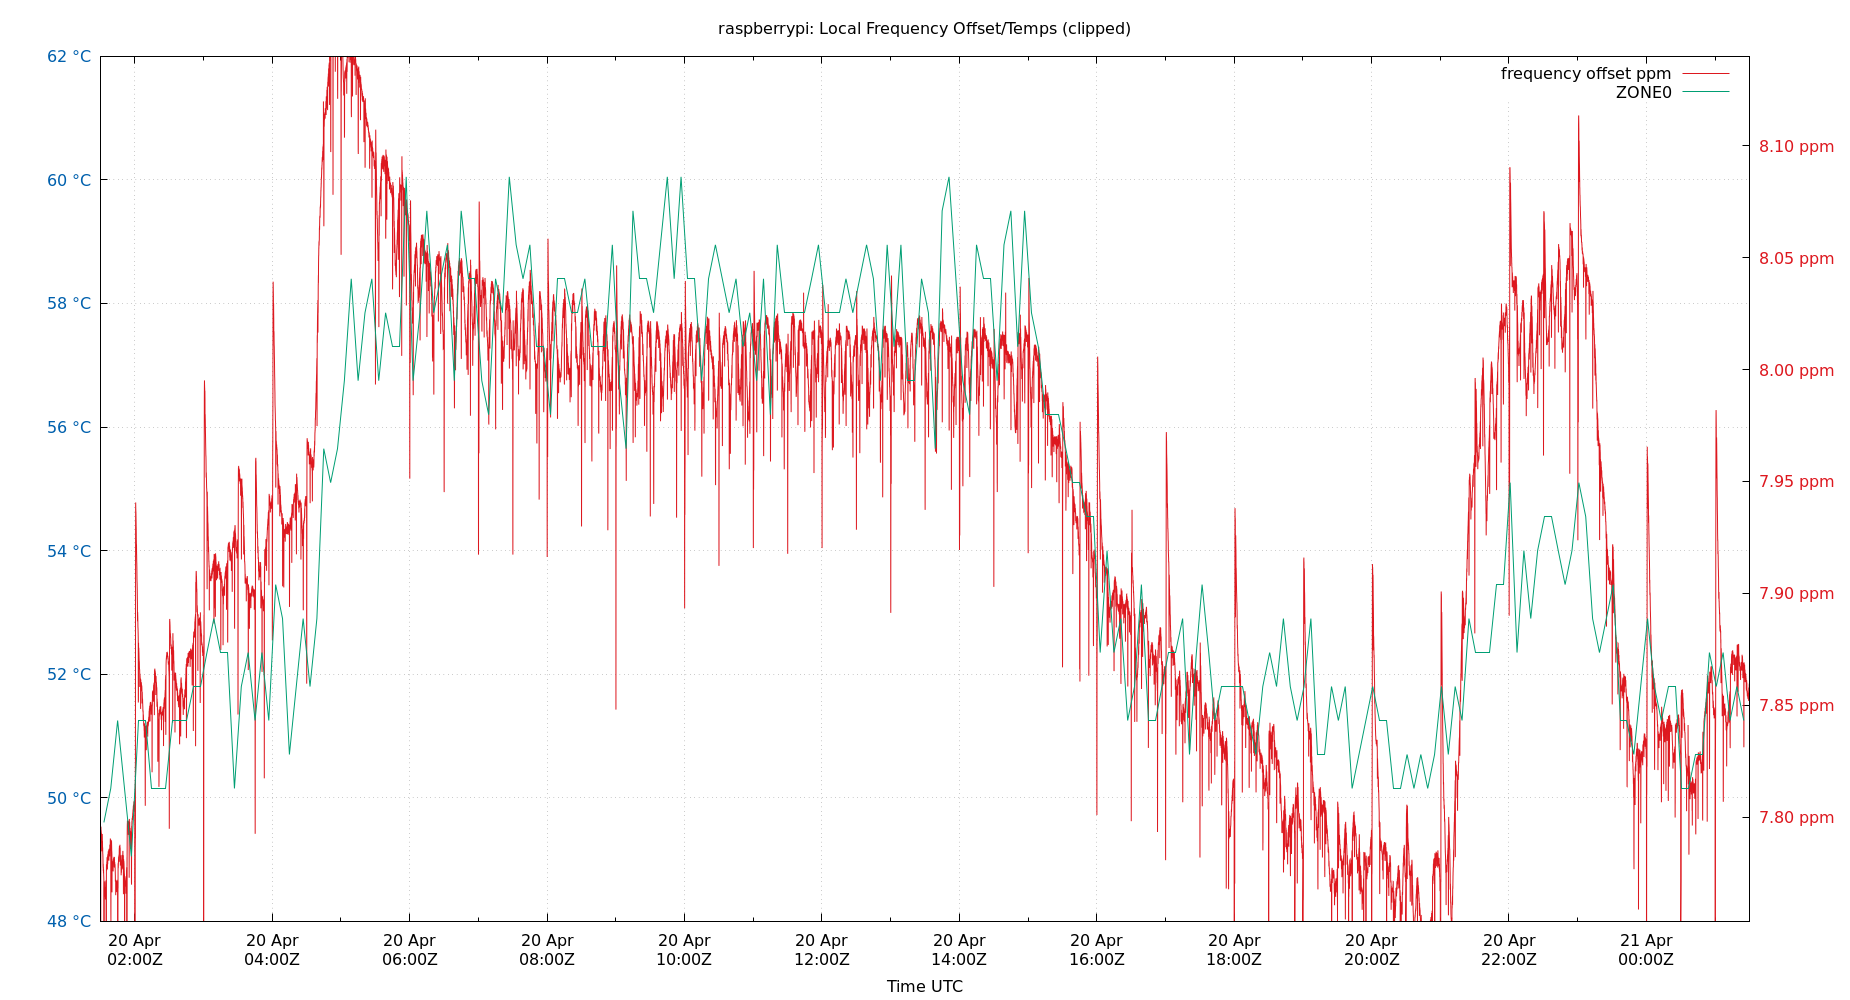 raspberrypi: Local Frequency Offset/Temps (clipped)
62 °C
60 °C
58 °C
56 °C
54 °C
52 °C
50 °C
48 °C
frequency offset ppm
ZONE0
8.10 ppm
8.05 ppm
8.00 ppm
7.95 ppm
7.90 ppm
7.85 ppm
7.80 ppm
20 Apr 20 Apr 20 Apr 20 Apr 20 Apr 20 Apr 20 Apr 20 Apr 20 Apr 20 Apr 20 Apr 21 Apr
02:00Z 04:00Z 06:00Z 08:00Z 10:00Z 12:00Z 14:00Z 16:00Z 18:00Z 20:00Z 22:00Z 00:00Z
Time UTC